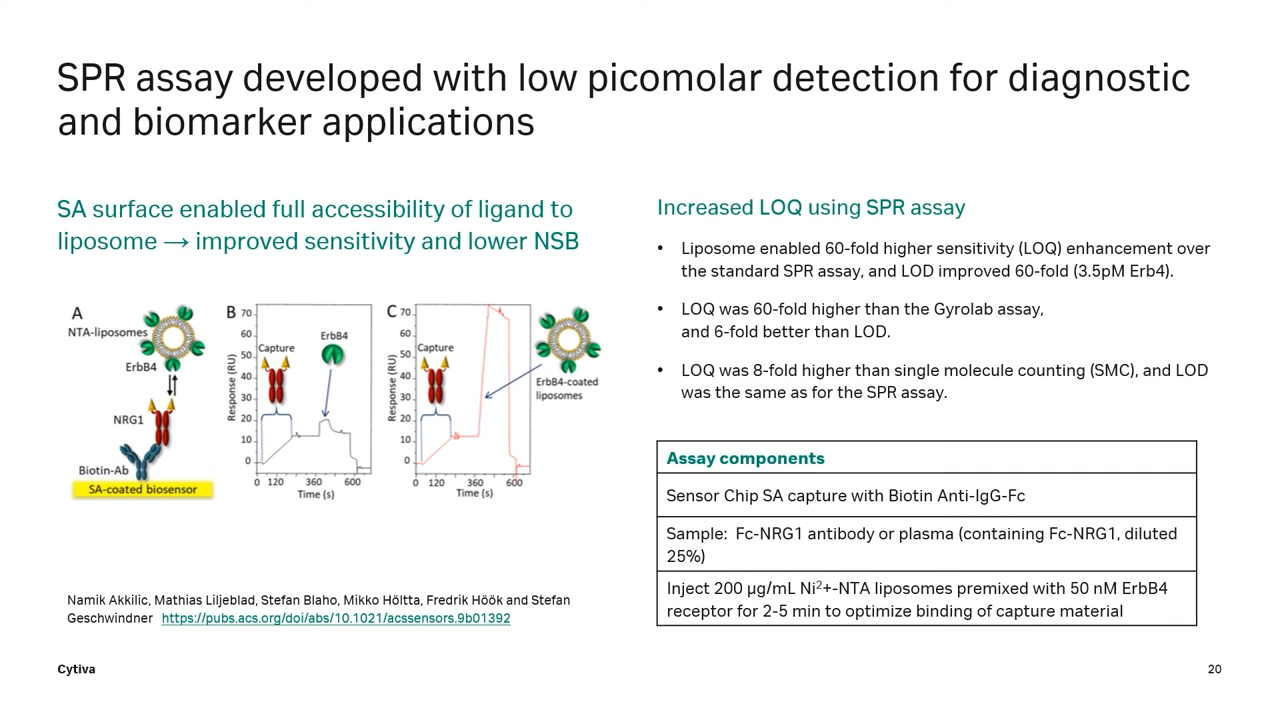 SPR assay developed with low picomolar detection for diagnostic
and biomarker applications
SA surface enabled full accessibility of ligand to
liposome → improved sensitivity and lower NSB
A
NTA-liposomes
ErbB4
NRG1
Biotin-Ab
SA-coated biosensor
B
Response (RU)
70
60
50
40
30
20
10
0
Capture
ErbB4
0 120 360 600
Time (s)
C
Response (RU)
70
60
50
40
30
20
10
0
Capture
ErbB4-coated
liposomes
0 120 360 600
Time (s)
Namik Akkilic, Mathias Liljeblad, Stefan Blaho, Mikko Hölttä, Fredrik Höök and Stefan
Geschwindner https://pubs.acs.org/doi/abs/10.1021/acssensors.9b01392
Increased LOQ using SPR assay
• Liposome enabled 60-fold higher sensitivity (LOQ) enhancement over
the standard SPR assay, and LOD improved 60-fold (3.5pM Erb4).
• LOQ was 60-fold higher than the Gyrolab assay,
and 6-fold better than LOD.
• LOQ was 8-fold higher than single molecule counting (SMC), and LOD
was the same as for the SPR assay.
Assay components
Sensor Chip SA capture with Biotin Anti-IgG-Fc
Sample: Fc-NRG1 antibody or plasma (containing Fc-NRG1, diluted
25%)
Inject 200 µg/mL Ni²+-NTA liposomes premixed with 50 nM ErbB4
receptor for 2-5 min to optimize binding of capture material
Cytiva
20